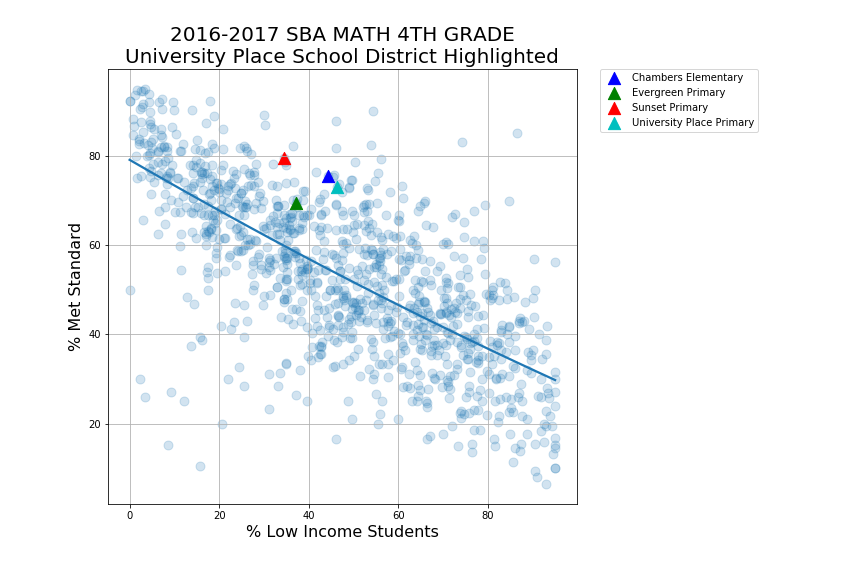 2016-2017 SBA MATH 4TH GRADE
University Place School District Highlighted
Chambers Elementary
Evergreen Primary
Sunset Primary
University Place Primary
% Met Standard
80
60
40
20
0 20 40 60 80
% Low Income Students